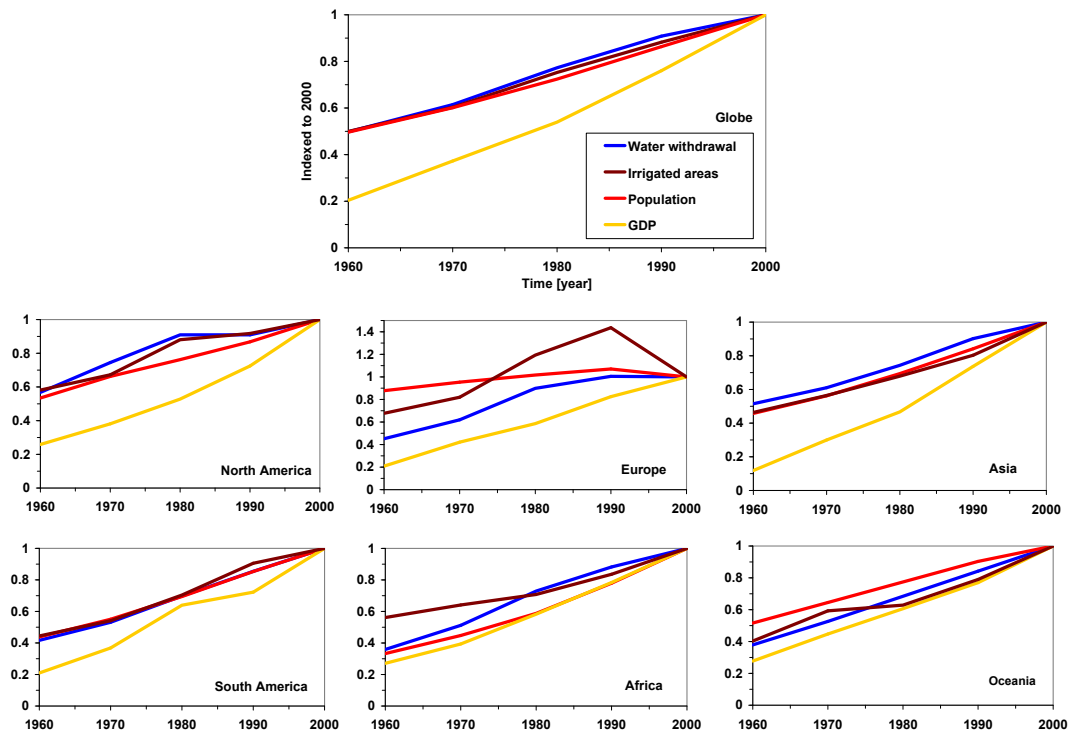 1
0.8
0.6
0.4
0.2
0
Indexed to 2000
Globe
Water withdrawal
Irrigated areas
Population
GDP
1960 1970 1980 1990 2000
Time [year]
1
0.8
0.6
0.4
0.2
0
North America
1960 1970 1980 1990 2000
1.4
1.2
1
0.8
0.6
0.4
0.2
0
Europe
1960 1970 1980 1990 2000
1
0.8
0.6
0.4
0.2
0
Asia
1960 1970 1980 1990 2000
1
0.8
0.6
0.4
0.2
0
South America
1960 1970 1980 1990 2000
1
0.8
0.6
0.4
0.2
0
Africa
1960 1970 1980 1990 2000
1
0.8
0.6
0.4
0.2
0
Oceania
1960 1970 1980 1990 2000